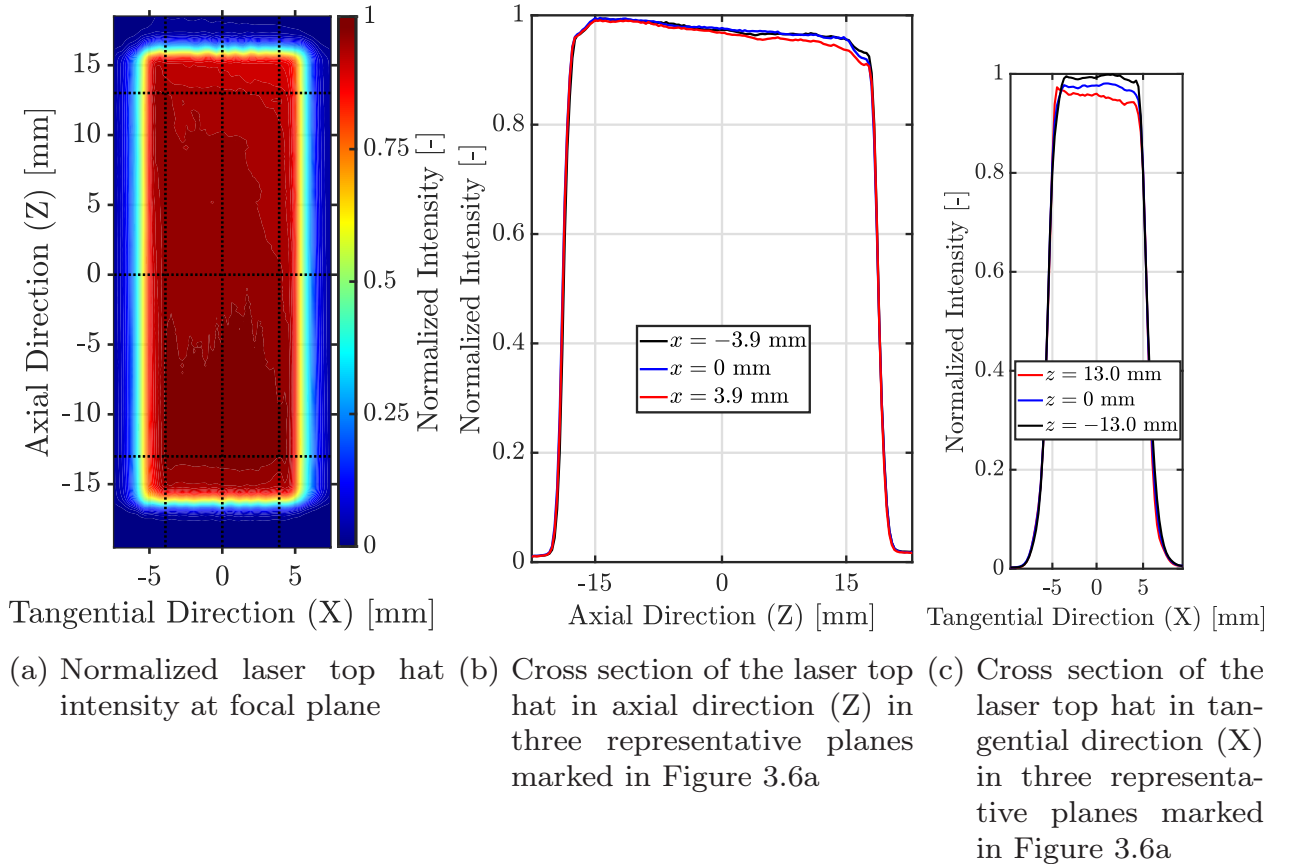 15
10
5
0
-5
-10
-15
Axial Direction (Z) [mm]
-5
0
5
Tangential Direction (X) [mm]
1
0.75
0.5
0.25
0
Normalized Intensity [-]
1
0.8
0.6
0.4
0.2
0
Normalized Intensity [-]
x = −3.9 mm
x = 0 mm
x = 3.9 mm
-15
0
15
Axial Direction (Z) [mm]
1
0.8
0.6
0.4
0.2
0
Normalized Intensity [-]
z = 13.0 mm
z = 0 mm
z = −13.0 mm
-5
0
5
Tangential Direction (X) [mm]
(a) Normalized laser top hat
intensity at focal plane
(b) Cross section of the laser top
hat in axial direction (Z) in
three representative planes
marked in Figure 3.6a
(c) Cross section of the
laser top hat in tan-
gential direction (X)
in three representa-
tive planes marked
in Figure 3.6a